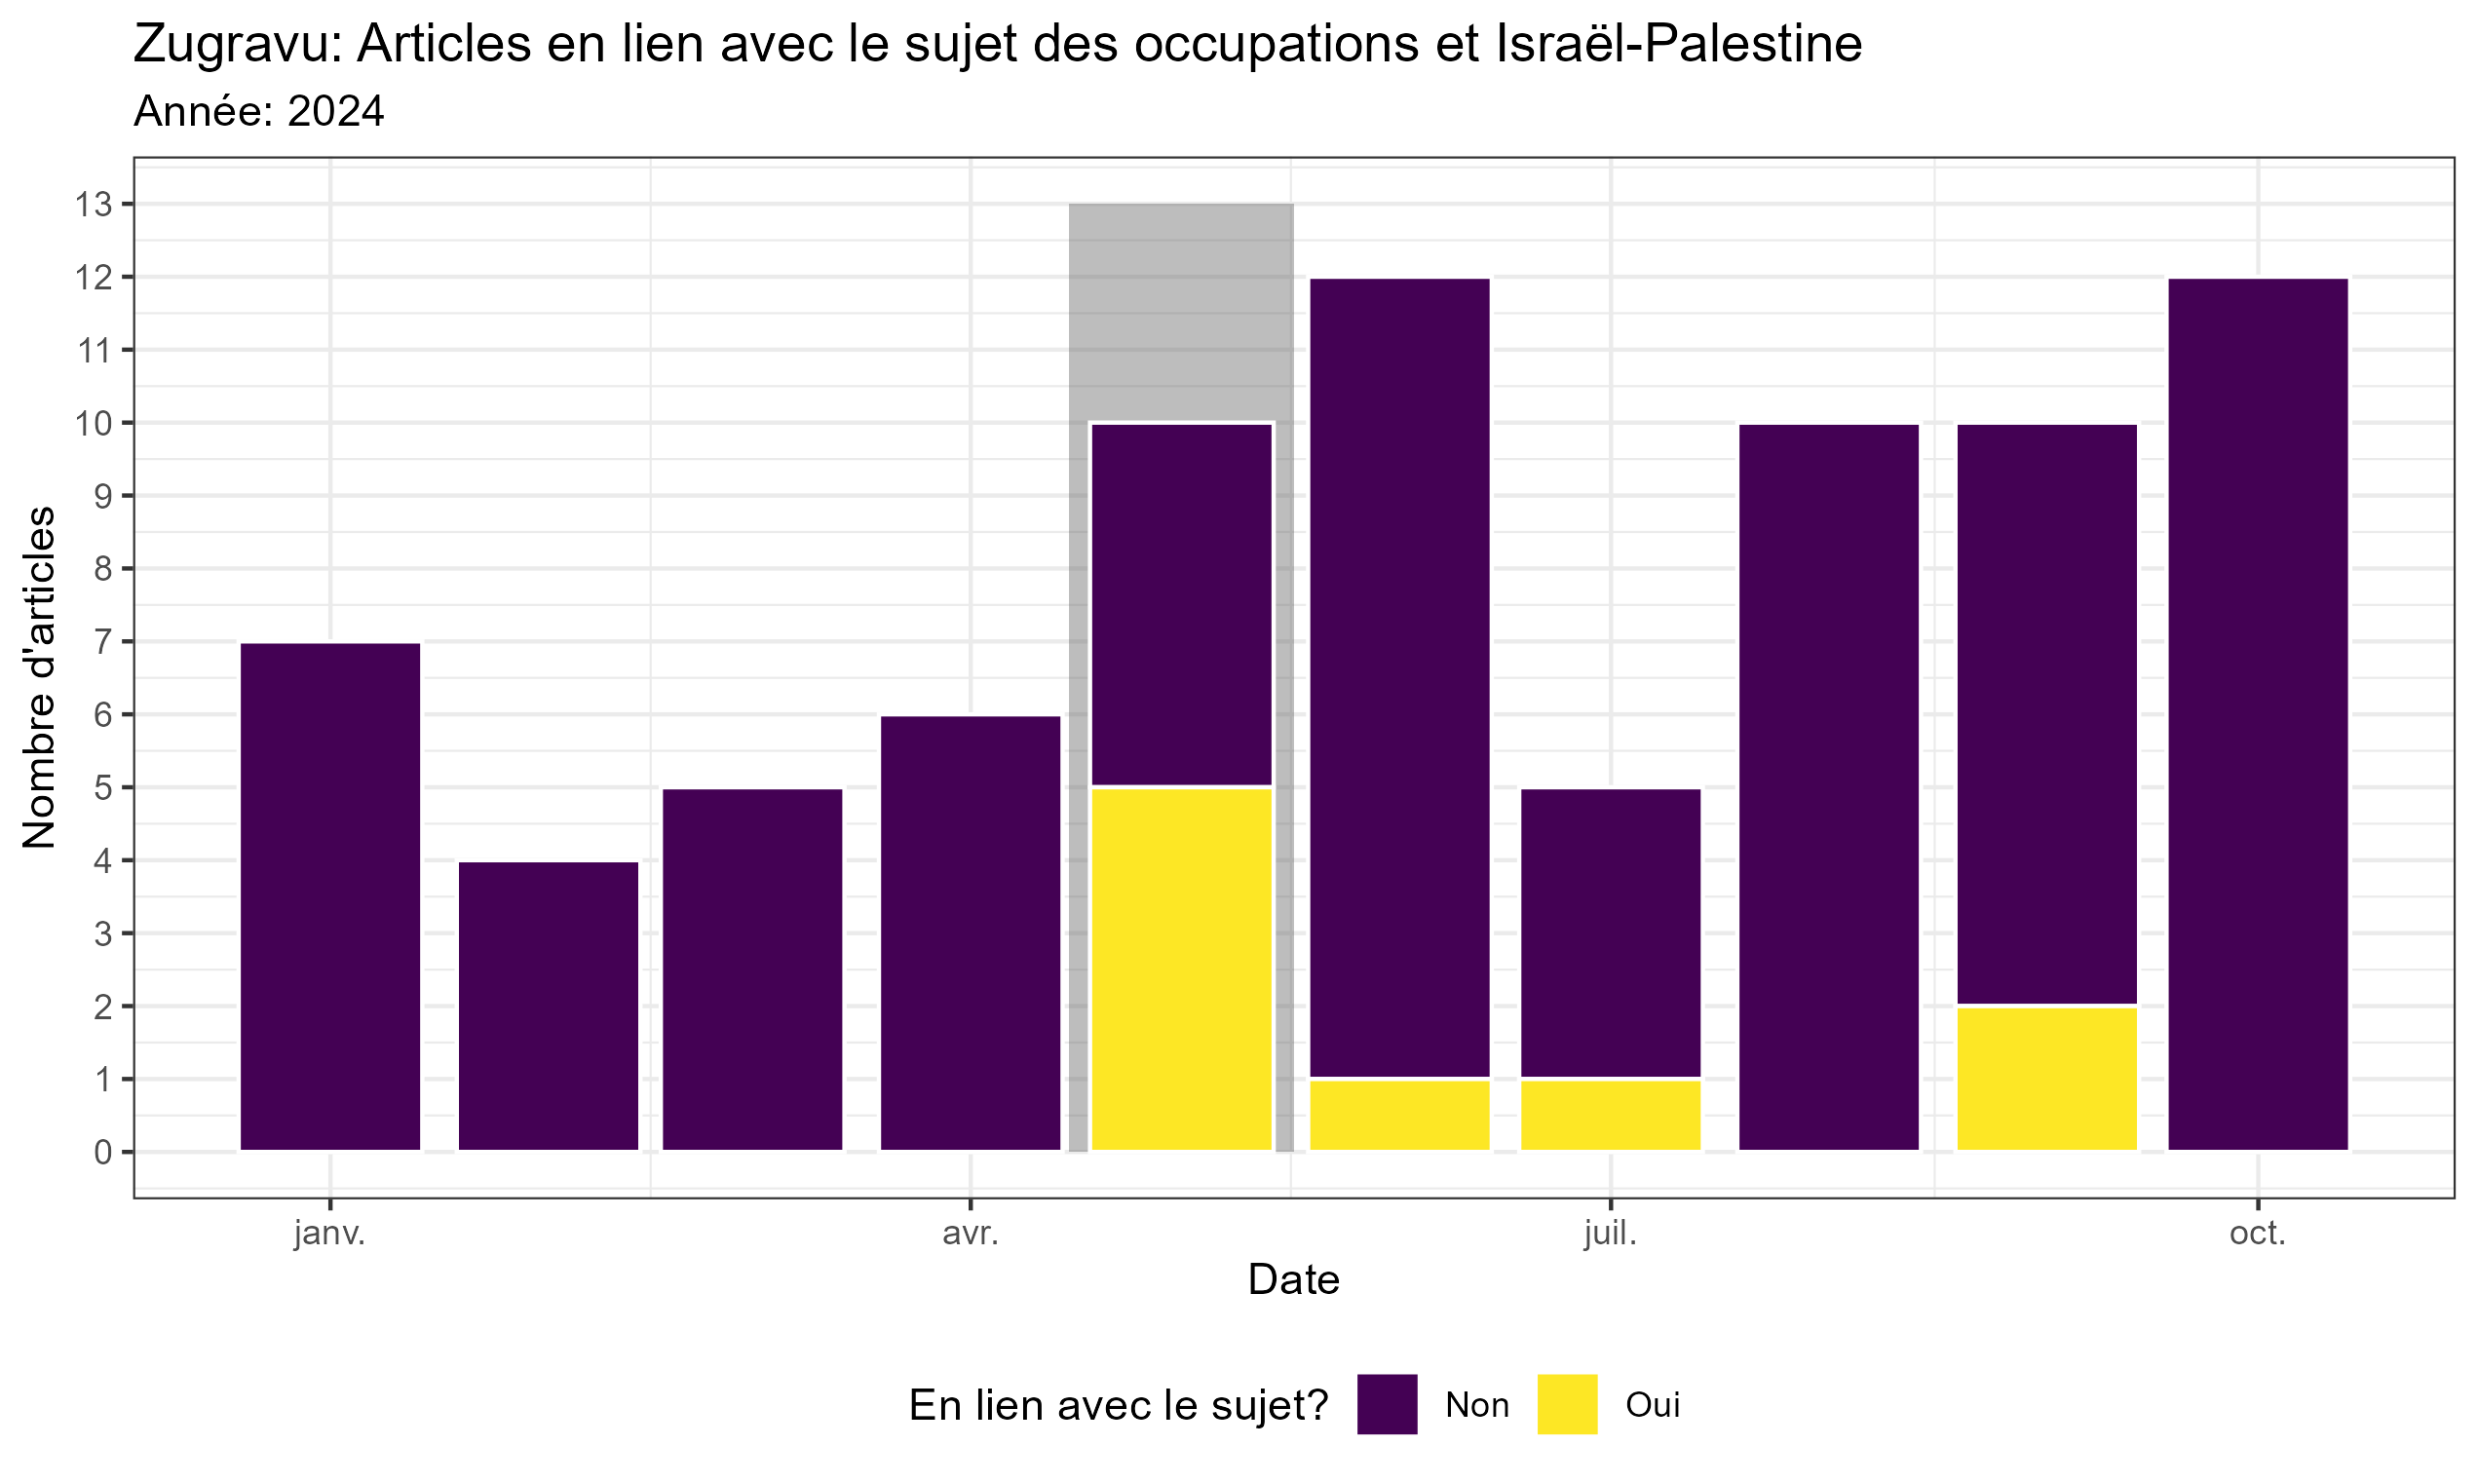 Zugravu: Articles en lien avec le sujet des occupations et Israël-Palestine
Année: 2024
13
12
11
10
9
8
7
6
5
4
3
2
1
0
Nombre d'articles
janv.
avr.
juil.
oct.
Date
En lien avec le sujet?
Non
Oui